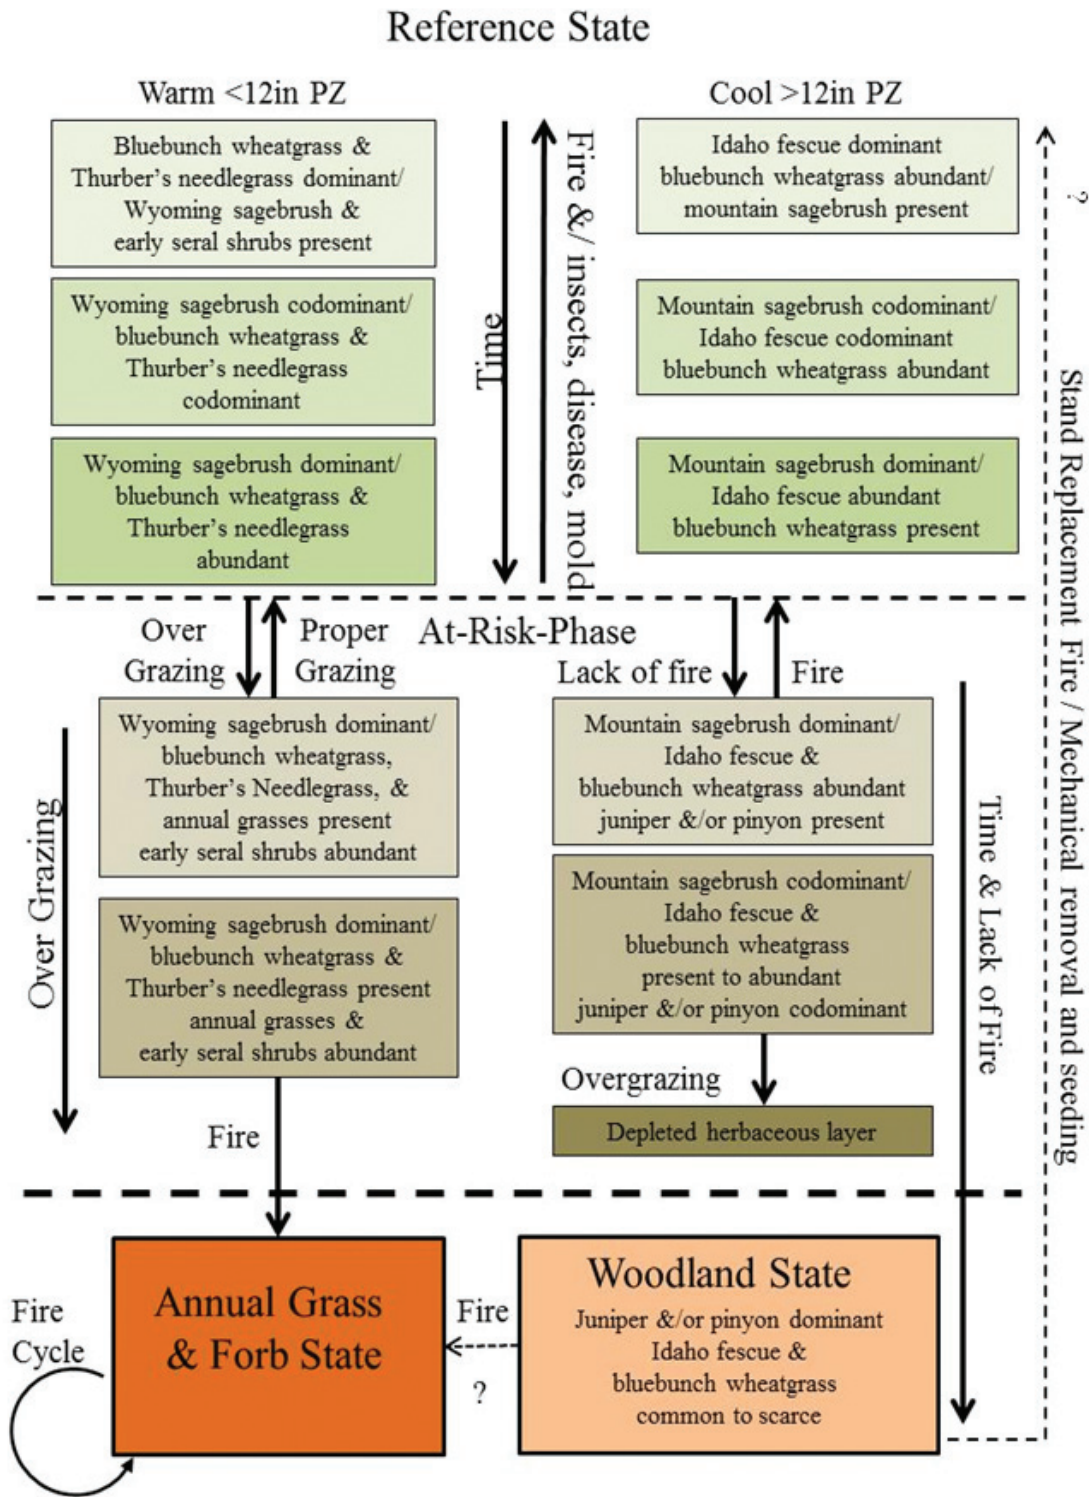 Reference State
Warm <12in PZ
Cool >12in PZ
Bluebunch wheatgrass &
Thurber's needlegrass dominant/
Wyoming sagebrush &
early seral shrubs present
Wyoming sagebrush codominant/
bluebunch wheatgrass &
Thurber's needlegrass
codominant
Wyoming sagebrush dominant/
bluebunch wheatgrass &
Thurber's needlegrass
abundant
Time
Fire &/ insects, disease, mold
Idaho fescue dominant
bluebunch wheatgrass abundant/
mountain sagebrush present
Mountain sagebrush codominant/
Idaho fescue codominant
bluebunch wheatgrass abundant
Mountain sagebrush dominant/
Idaho fescue abundant
bluebunch wheatgrass present
?
Stand Replacement Fire / Mechanical removal and seeding
At-Risk-Phase
Over
Grazing
Proper
Grazing
Lack of fire
Fire
Over Grazing
Wyoming sagebrush dominant/
bluebunch wheatgrass,
Thurber's Needlegrass, &
annual grasses present
early seral shrubs abundant
Wyoming sagebrush dominant/
bluebunch wheatgrass &
Thurber's needlegrass present
annual grasses &
early seral shrubs abundant
Fire
Mountain sagebrush dominant/
Idaho fescue &
bluebunch wheatgrass abundant
juniper &/or pinyon present
Mountain sagebrush codominant/
Idaho fescue &
bluebunch wheatgrass
present to abundant
juniper &/or pinyon codominant
Overgrazing
Depleted herbaceous layer
Time & Lack of Fire
Fire
Cycle
Annual Grass
& Forb State
Fire
?
Woodland State
Juniper &/or pinyon dominant
Idaho fescue &
bluebunch wheatgrass
common to scarce